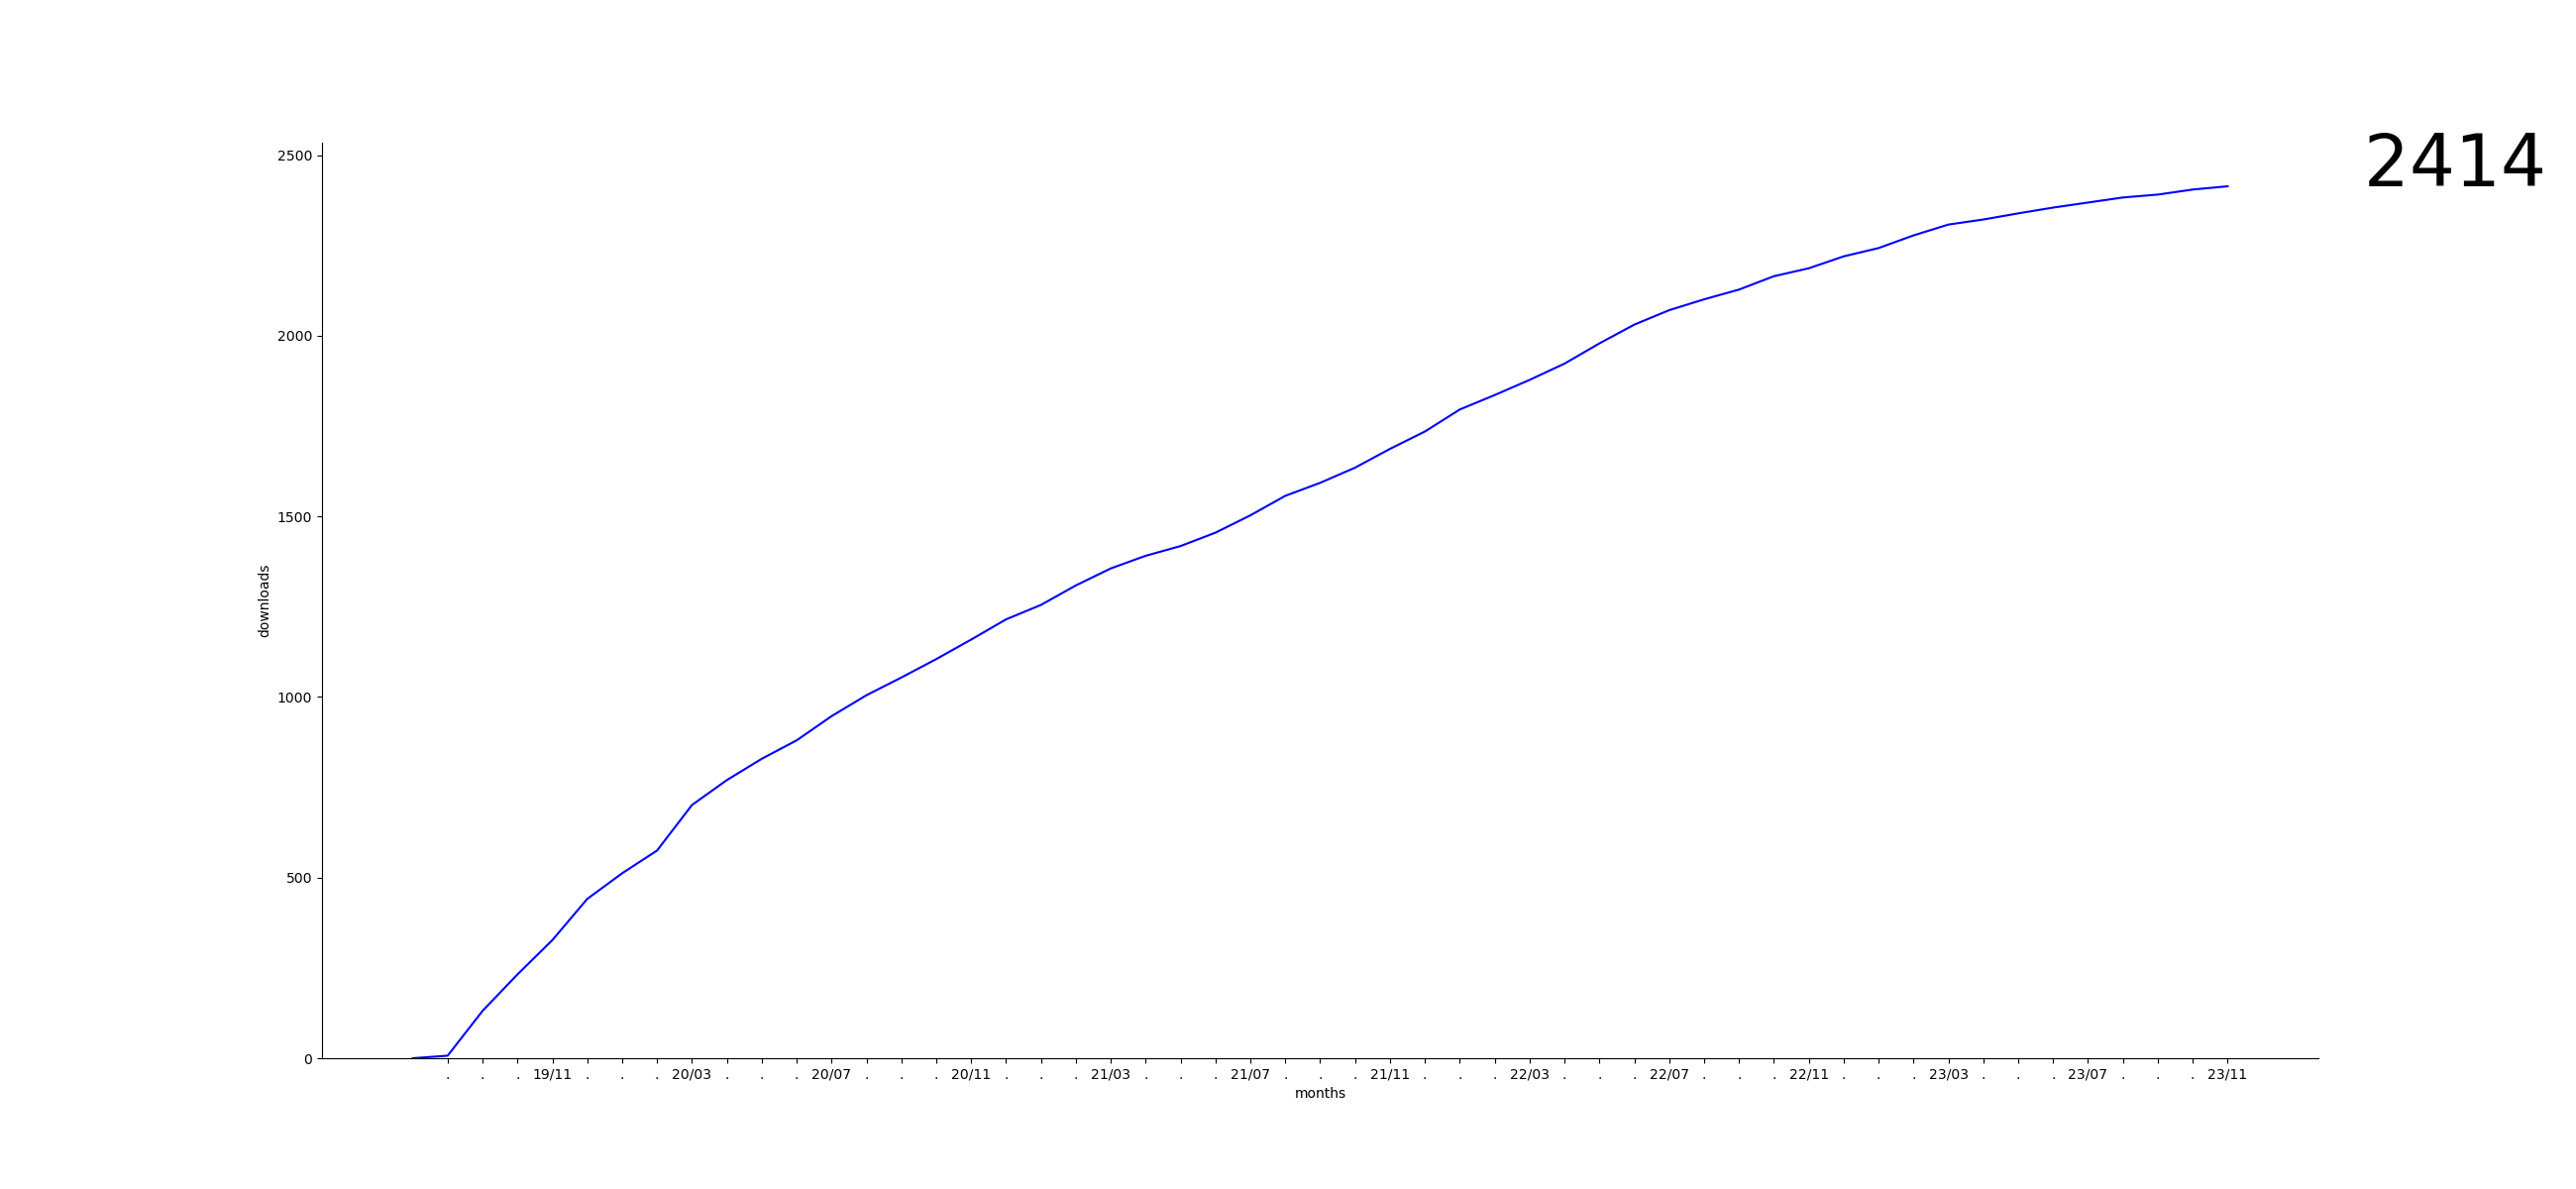 2414
2500
2000
1500
1000
500
0
downloads
. . . 19/11 . . . 20/03 . . . 20/07 . . . 20/11 . . . 21/03 . . . 21/07 . . . 21/11 . . . 22/03 . . . 22/07 . . . 22/11 . . . 23/03 . . . 23/07 . . . 23/11
months